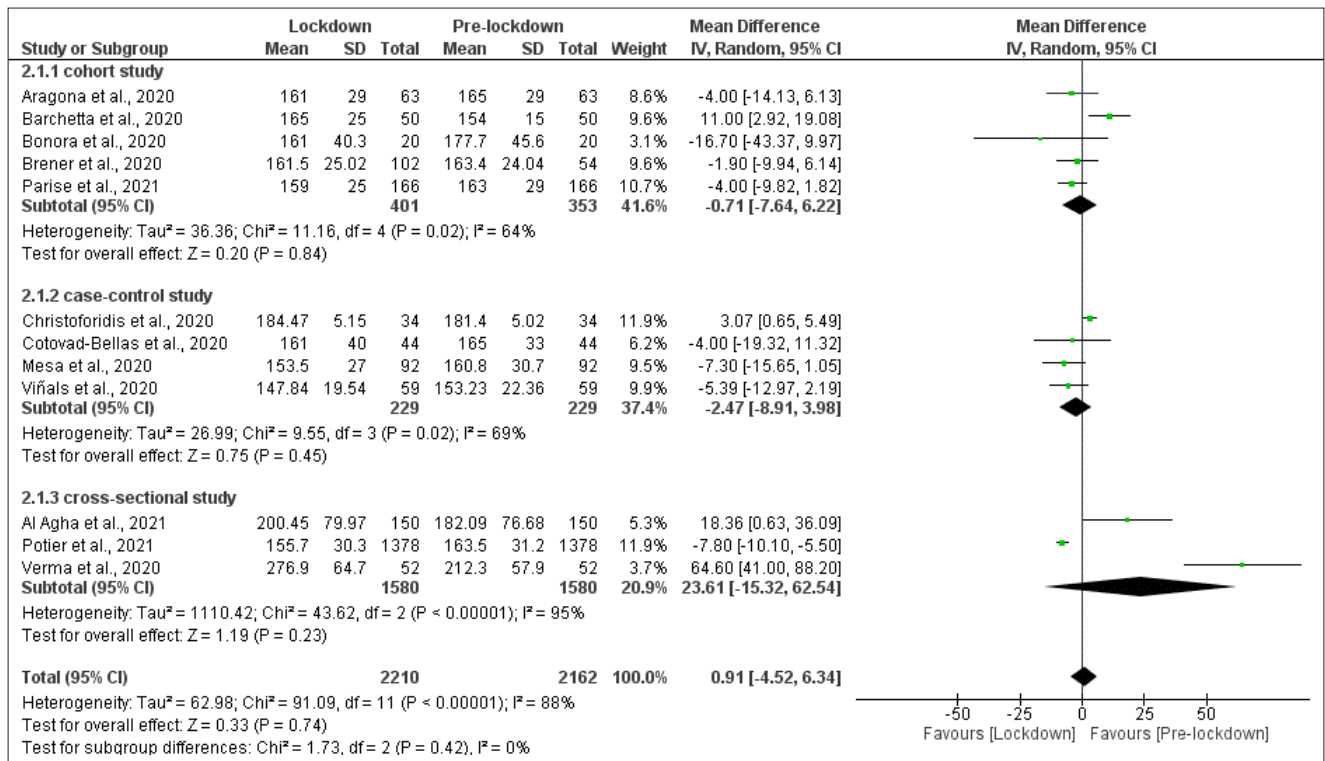 Lockdown Pre-lockdown Mean Difference Mean Difference
Study or Subgroup Mean SD Total Mean SD Total Weight IV, Random, 95% CI IV, Random, 95% CI
2.1.1 cohort study
Aragona et al., 2020 161 29 63 165 29 63 8.6% -4.00 [-14.13, 6.13]
Barchetta et al., 2020 165 25 50 154 15 50 9.6% 11.00 [2.92, 19.08]
Bonora et al., 2020 161 40.3 20 177.7 45.6 20 3.1% -16.70 [-43.37, 9.97]
Brener et al., 2020 161.5 25.02 102 163.4 24.04 54 9.6% -1.90 [-9.94, 6.14]
Parise et al., 2021 159 25 166 163 29 166 10.7% -4.00 [-9.82, 1.82]
Subtotal (95% CI) 401 353 41.6% -0.71 [-7.64, 6.22]
Heterogeneity: Tau² = 36.36; Chi² = 11.16, df = 4 (P = 0.02); I² = 64%
Test for overall effect: Z = 0.20 (P = 0.84)
2.1.2 case-control study
Christoforidis et al., 2020 184.47 5.15 34 181.4 5.02 34 11.9% 3.07 [0.65, 5.49]
Cotovad-Bellas et al., 2020 161 40 44 165 33 44 6.2% -4.00 [-19.32, 11.32]
Mesa et al., 2020 153.5 27 92 160.8 30.7 92 9.5% -7.30 [-15.65, 1.05]
Viñals et al., 2020 147.84 19.54 59 153.23 22.36 59 9.9% -5.39 [-12.97, 2.19]
Subtotal (95% CI) 229 229 37.4% -2.47 [-8.91, 3.98]
Heterogeneity: Tau² = 26.99; Chi² = 9.55, df = 3 (P = 0.02); I² = 69%
Test for overall effect: Z = 0.75 (P = 0.45)
2.1.3 cross-sectional study
Al Agha et al., 2021 200.45 79.97 150 182.09 76.68 150 5.3% 18.36 [0.63, 36.09]
Potier et al., 2021 155.7 30.3 1378 163.5 31.2 1378 11.9% -7.80 [-10.10, -5.50]
Verma et al., 2020 276.9 64.7 52 212.3 57.9 52 3.7% 64.60 [41.00, 88.20]
Subtotal (95% CI) 1580 1580 20.9% 23.61 [-15.32, 62.54]
Heterogeneity: Tau² = 1110.42; Chi² = 43.62, df = 2 (P < 0.00001); I² = 95%
Test for overall effect: Z = 1.19 (P = 0.23)
Total (95% CI) 2210 2162 100.0% 0.91 [-4.52, 6.34]
Heterogeneity: Tau² = 62.98; Chi² = 91.09, df = 11 (P < 0.00001); I² = 88%
Test for overall effect: Z = 0.33 (P = 0.74)
Test for subgroup differences: Chi² = 1.73, df = 2 (P = 0.42), I² = 0%
-50 -25 0 25 50
Favours [Lockdown] Favours [Pre-lockdown]